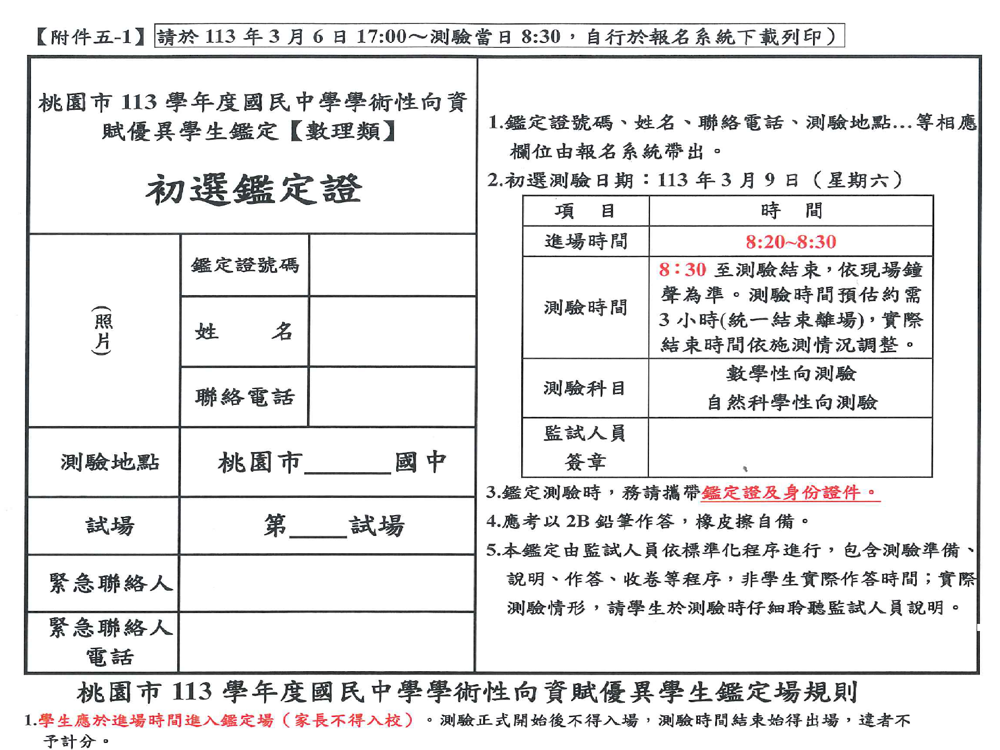 【附件五-1】請於 113 年 3 月 6 日 17:00～測驗當日 8:30，自行於報名系統下載列印）
桃園市 113 學年度國民中學學術性向資
賦優異學生鑑定【數理類】
初選鑑定證
(照片)
鑑定證號碼
姓 名
聯絡電話
測驗地點 桃園市______國中
試場 第____試場
緊急聯絡人
緊急聯絡人
電話
1.鑑定證號碼、姓名、聯絡電話、測驗地點...等相應
欄位由報名系統帶出。
2.初選測驗日期：113 年 3 月 9 日（星期六）
項 目 時 間
進場時間 8:20~8:30
測驗時間
8：30 至測驗結束，依現場鐘
聲為準。測驗時間預估約需
3 小時(統一結束離場)，實際
結束時間依施測情況調整。
測驗科目
數學性向測驗
自然科學性向測驗
監試人員
簽章
3.鑑定測驗時，務請攜帶鑑定證及身份證件。
4.應考以 2B 鉛筆作答，橡皮擦自備。
5.本鑑定由監試人員依標準化程序進行，包含測驗準備、
說明、作答、收卷等程序，非學生實際作答時間；實際
測驗情形，請學生於測驗時仔細聆聽監試人員說明。
桃園市 113 學年度國民中學學術性向資賦優異學生鑑定場規則
1.學生應於進場時間進入鑑定場（家長不得入校）。測驗正式開始後不得入場，測驗時間結束始得出場，違者不
予計分。